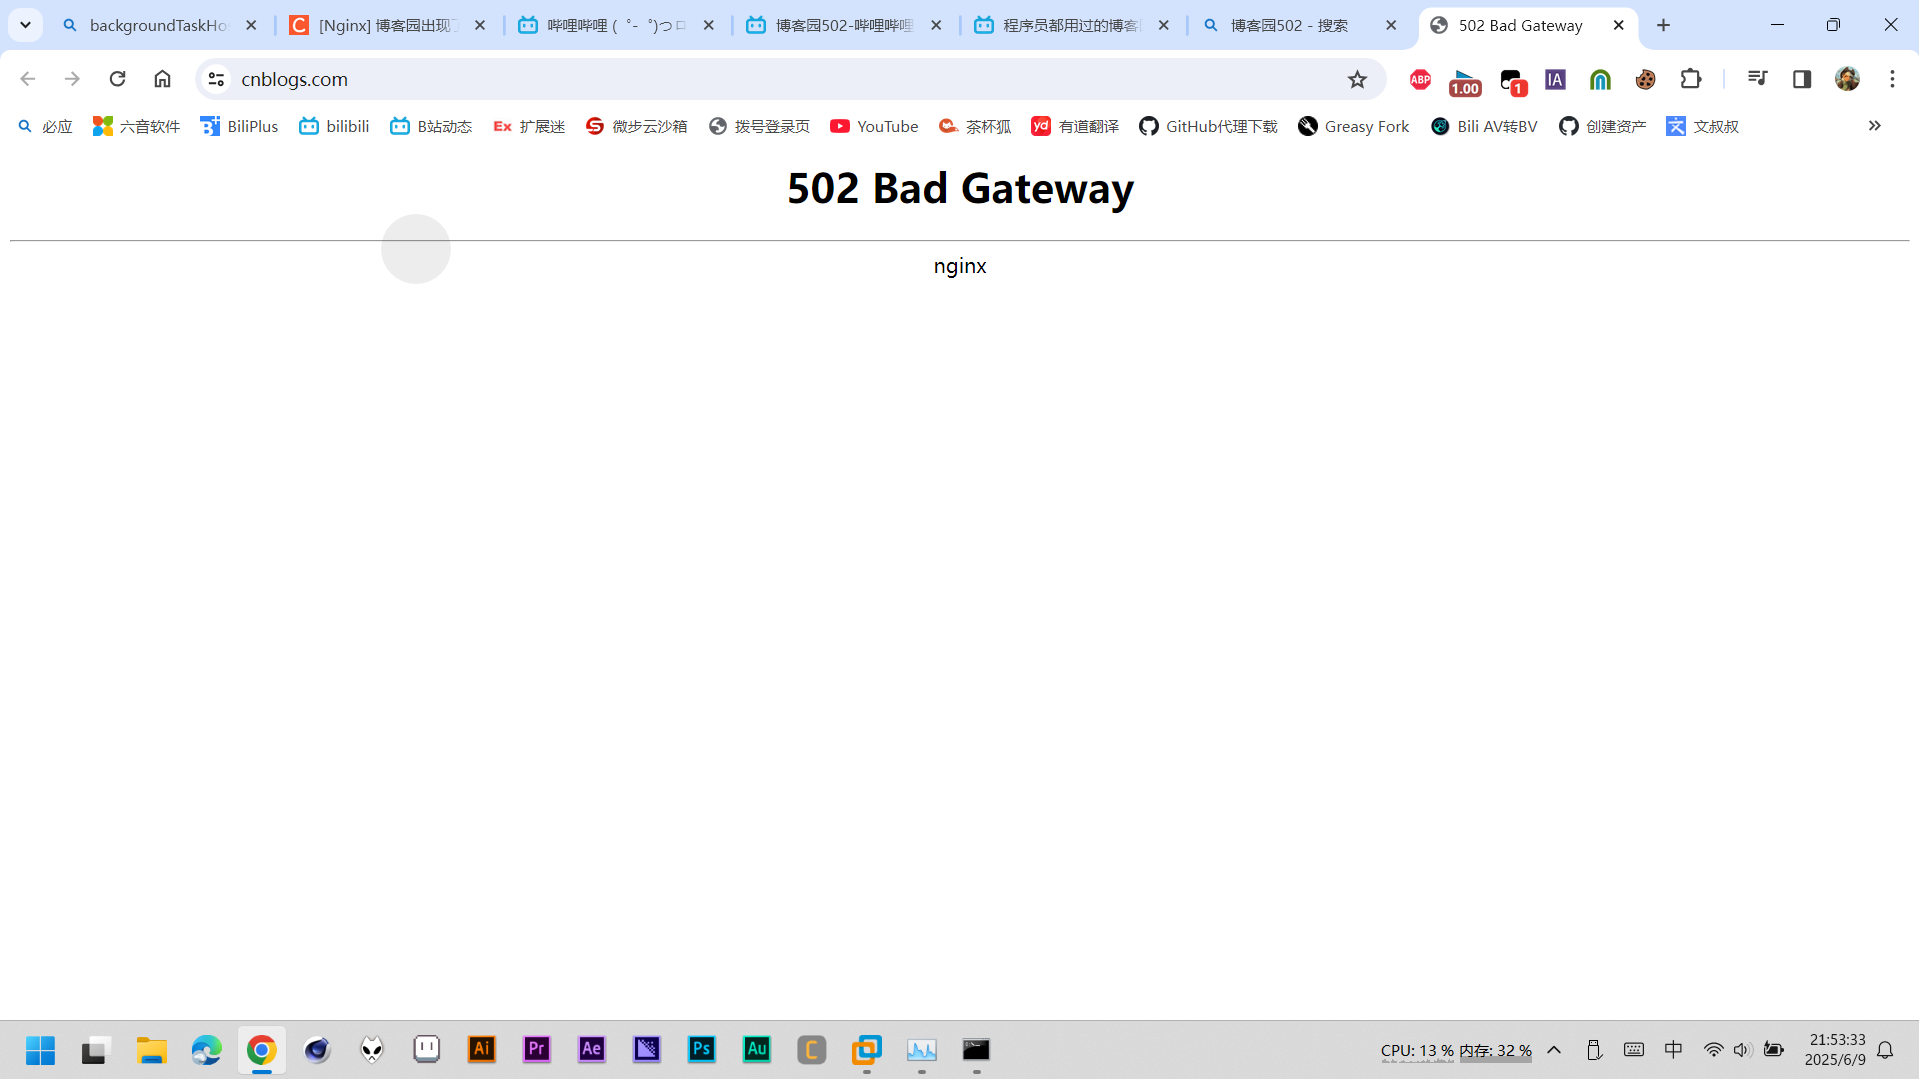 backgroundTaskHo
[Nginx] 博客园出现了
哔哩哔哩 (゜-゜)つロ
博客园502-哔哩哔哩
程序员都用过的博客
博客园502 - 搜索
502 Bad Gateway
cnblogs.com
ABP
1.00
1
IA
必应
六音软件
BiliPlus
bilibili
B站动态
Ex 扩展迷
微步云沙箱
拨号登录页
YouTube
茶杯狐
yd 有道翻译
GitHub代理下载
Greasy Fork
Bili AV转BV
创建资产
文 文叔叔
502 Bad Gateway
nginx
Ai
Pr
Ae
Ps
Au
C
CPU: 13 % 内存: 32 %
中
21:53:33
2025/6/9